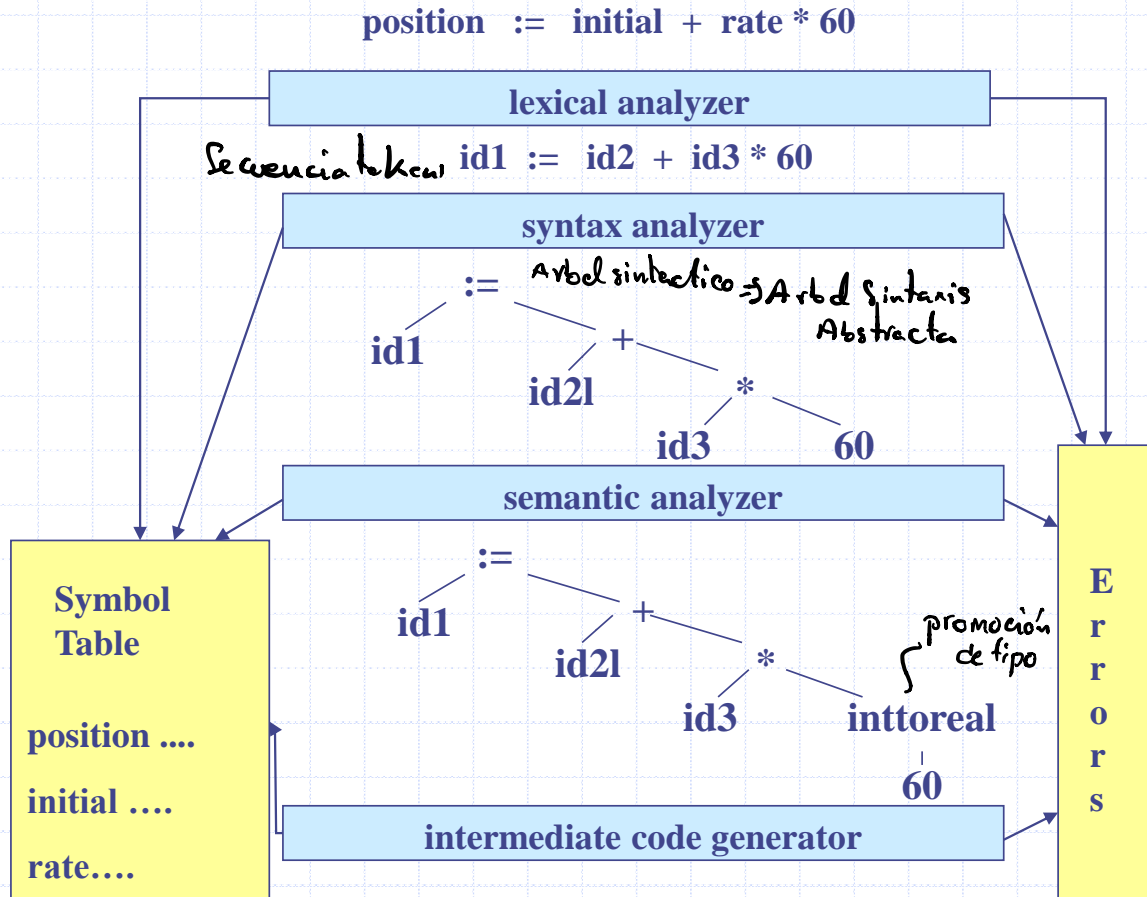 position := initial + rate * 60
lexical analyzer
Secuencia tokens id1 := id2 + id3 * 60
syntax analyzer
:= Arbol sintactico => Arbol Sintaxis
Abstracta
id1 +
id2l *
id3 60
semantic analyzer
:=
id1 +
id2l *
promoción
de tipo
id3 inttoreal
60
intermediate code generator
Symbol
Table
position ....
initial ....
rate....
E
r
r
o
r
s